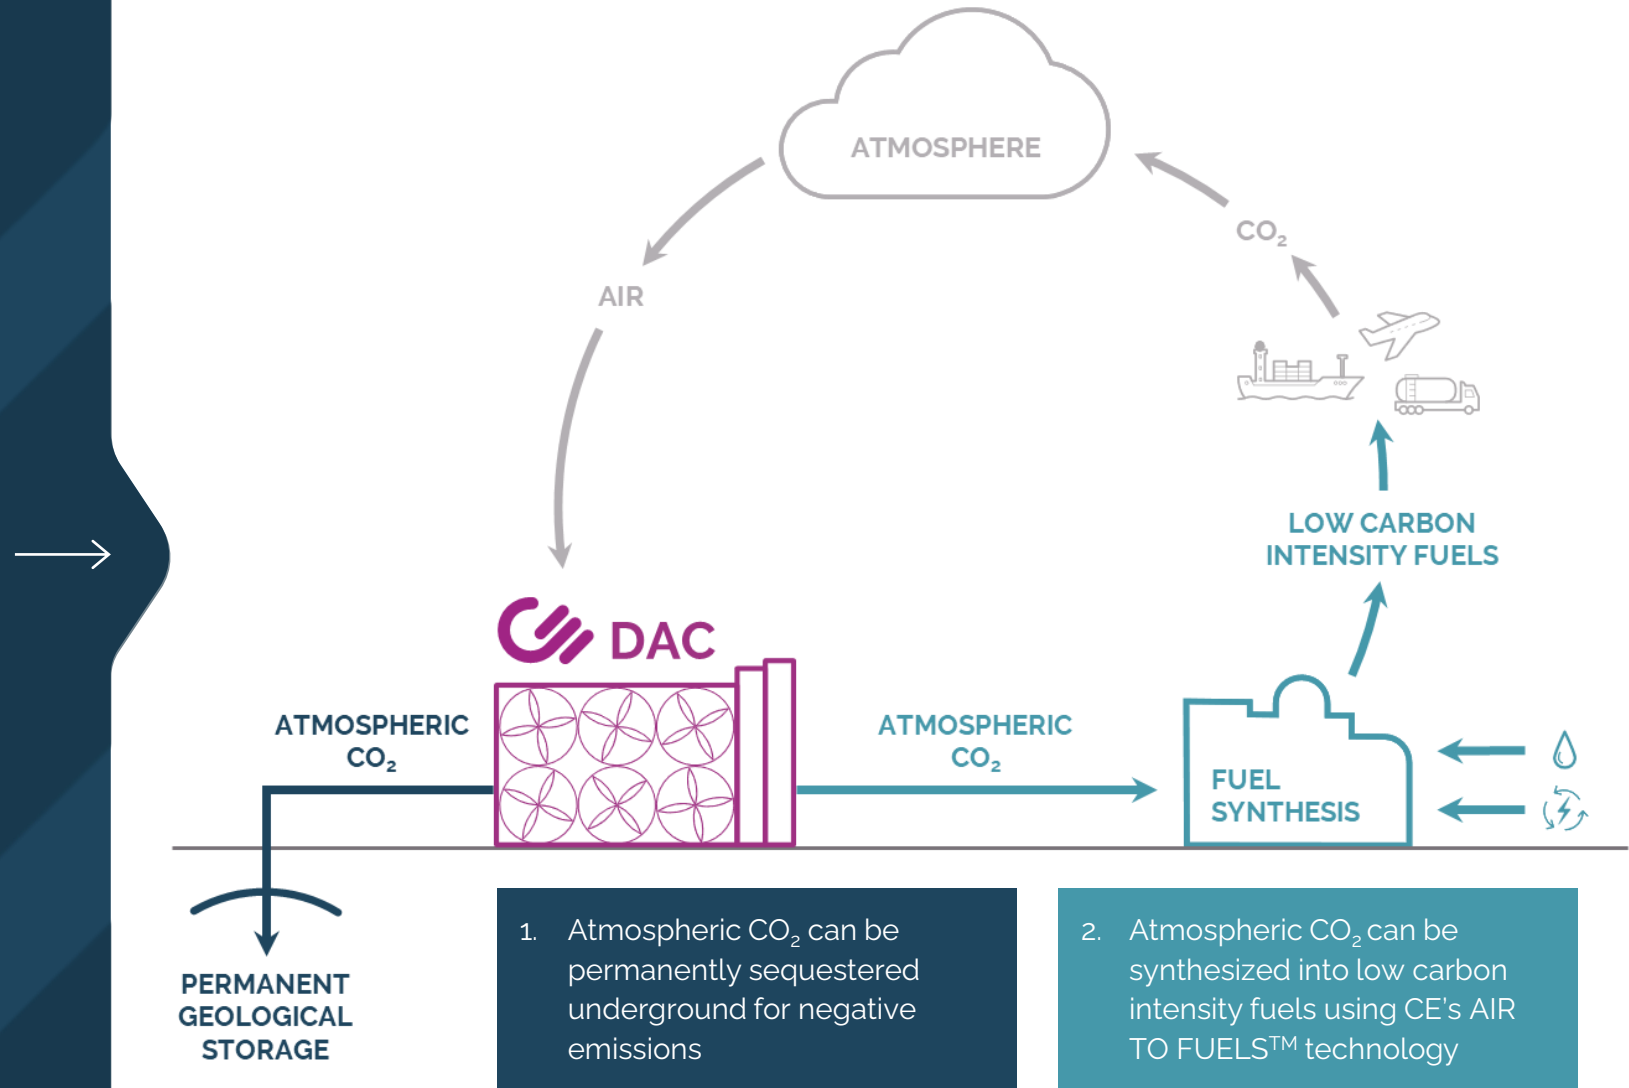 ATMOSPHERE
CO₂
AIR
LOW CARBON
INTENSITY FUELS
DAC
ATMOSPHERIC
CO₂
ATMOSPHERIC
CO₂
FUEL
SYNTHESIS
PERMANENT
GEOLOGICAL
STORAGE
1. Atmospheric CO₂ can be
permanently sequestered
underground for negative
emissions
2. Atmospheric CO₂ can be
synthesized into low carbon
intensity fuels using CE's AIR
TO FUELS™ technology